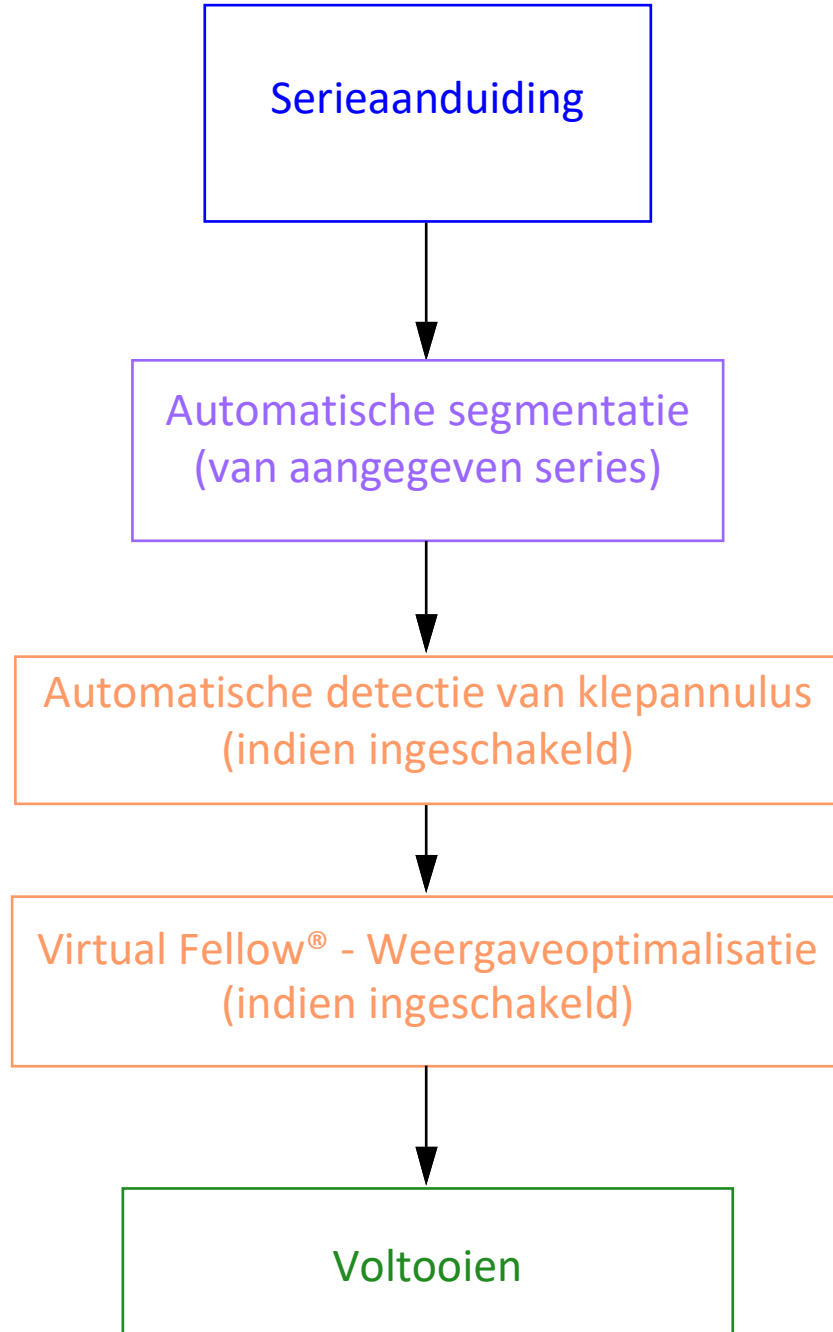 Serieaanduiding
Automatische segmentatie
(van aangegeven series)
Automatische detectie van klepannulus
(indien ingeschakeld)
Virtual Fellow® - Weergaveoptimalisatie
(indien ingeschakeld)
Voltooien